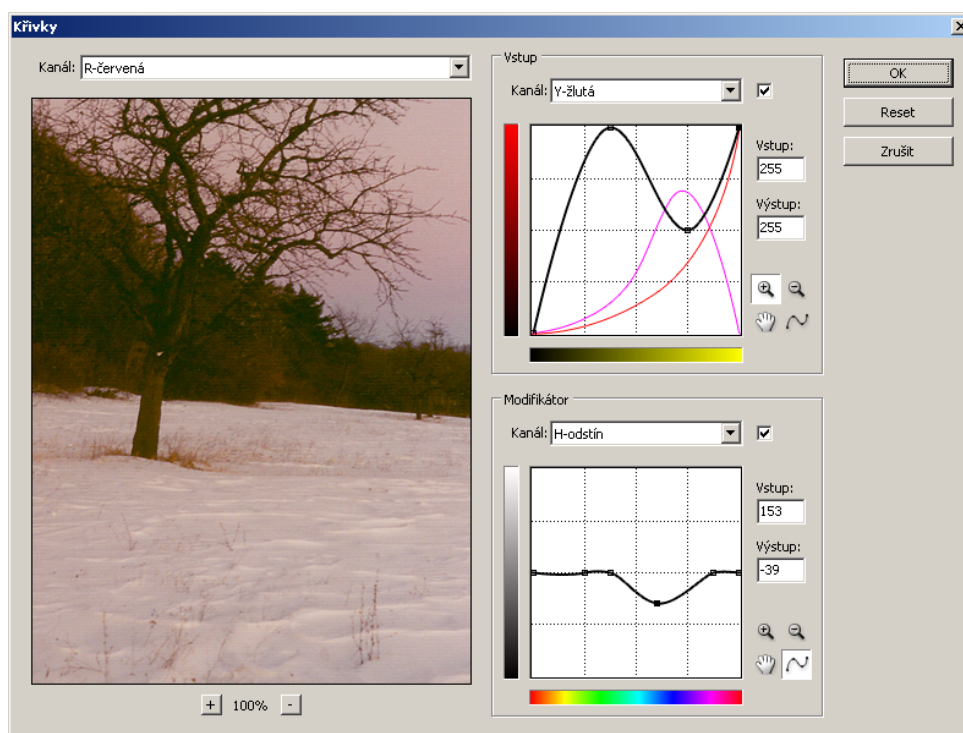 Křivky
Kanál: R-červená
Vstup
Kanál: Y-žlutá
Vstup:
255
Výstup:
255
OK
Reset
Zrušit
Modifikátor
Kanál: H-odstín
Vstup:
153
Výstup:
-39
+ 100% -